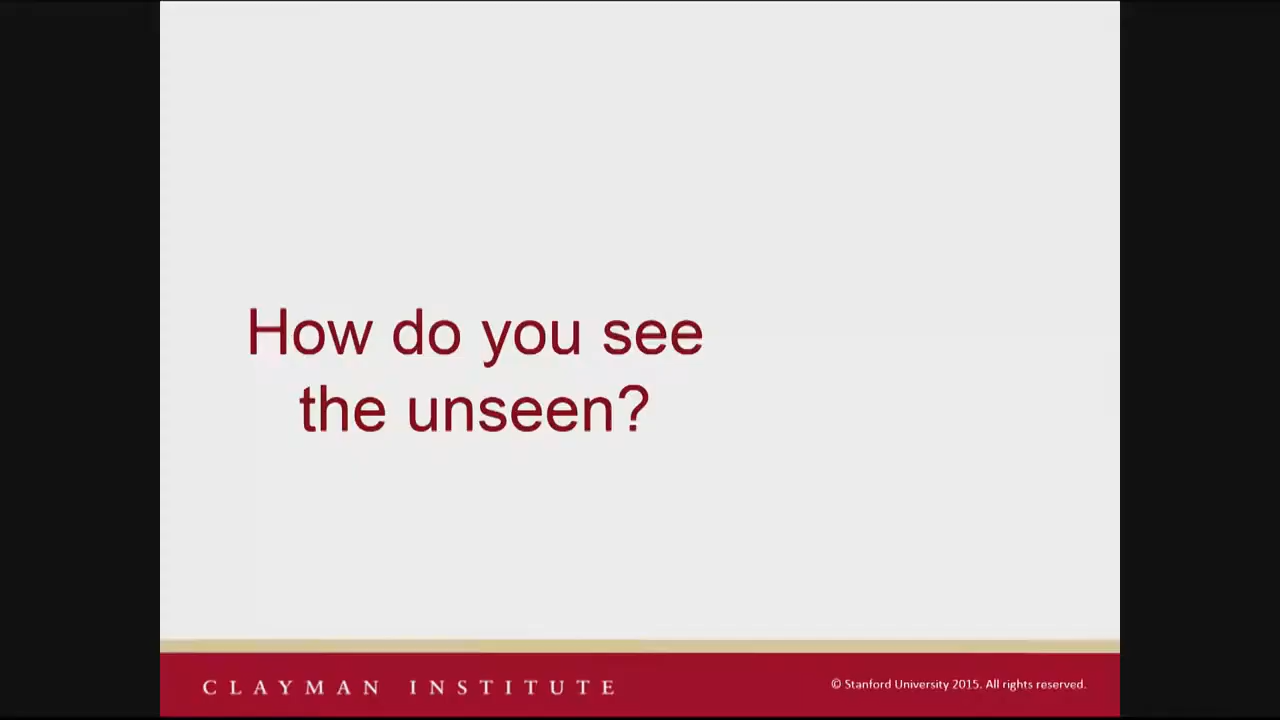 How do you see
the unseen?
CLAYMAN INSTITUTE
© Stanford University 2015. All rights reserved.